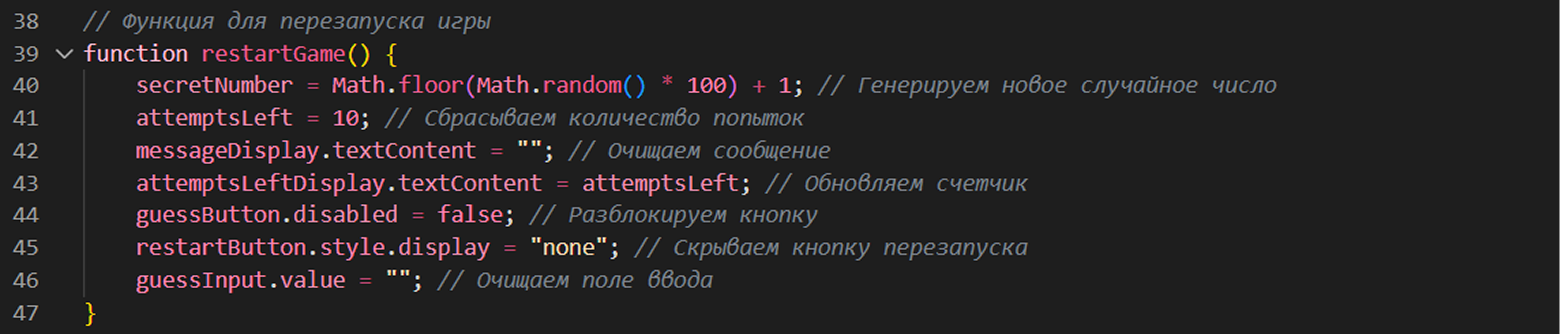 38 // Функция для перезапуска игры
39 function restartGame() {
40 secretNumber = Math.floor(Math.random() * 100) + 1; // Генерируем новое случайное число
41 attemptsLeft = 10; // Сбрасываем количество попыток
42 messageDisplay.textContent = ""; // Очищаем сообщение
43 attemptsLeftDisplay.textContent = attemptsLeft; // Обновляем счетчик
44 guessButton.disabled = false; // Разблокируем кнопку
45 restartButton.style.display = "none"; // Скрываем кнопку перезапуска
46 guessInput.value = ""; // Очищаем поле ввода
47 }